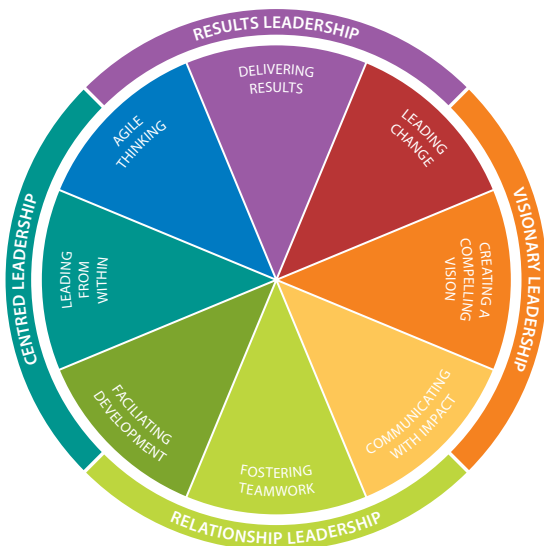 RESULTS LEADERSHIP
DELIVERING
RESULTS
LEADING
CHANGE
VISIONARY LEADERSHIP
CREATING A
COMPELLING
VISION
COMMUNICATING
WITH IMPACT
RELATIONSHIP LEADERSHIP
FOSTERING
TEAMWORK
FACILIATING
DEVELOPMENT
CENTRED LEADERSHIP
LEADING
FROM
WITHIN
AGILE
THINKING